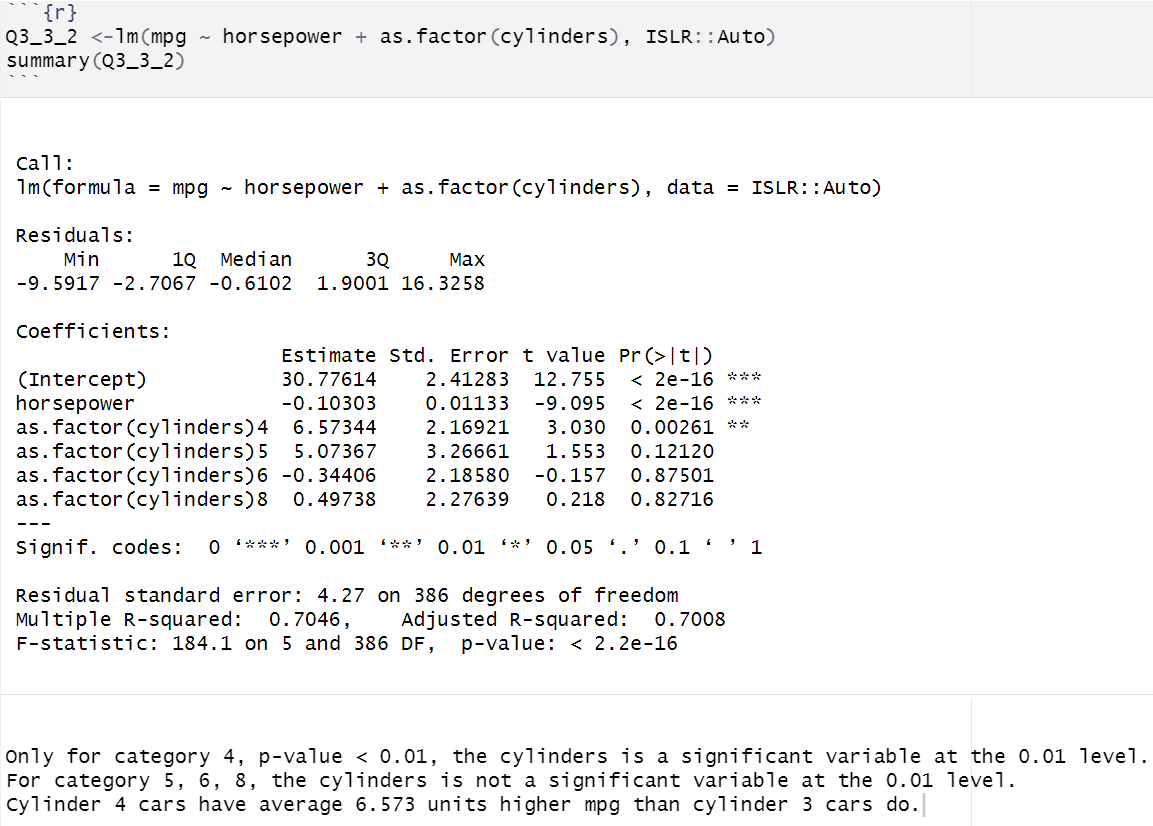 ```{r}
Q3_3_2 <-lm(mpg ~ horsepower + as.factor(cylinders), ISLR::Auto)
summary(Q3_3_2)
```
Call:
lm(formula = mpg ~ horsepower + as.factor(cylinders), data = ISLR::Auto)
Residuals:
    Min      1Q  Median      3Q     Max
-9.5917 -2.7067 -0.6102  1.9001 16.3258
Coefficients:
                      Estimate Std. Error t value Pr(>|t|)
(Intercept)           30.77614    2.41283  12.755  < 2e-16 ***
horsepower            -0.10303    0.01133  -9.095  < 2e-16 ***
as.factor(cylinders)4  6.57344    2.16921   3.030  0.00261 **
as.factor(cylinders)5  5.07367    3.26661   1.553  0.12120
as.factor(cylinders)6 -0.34406    2.18580  -0.157  0.87501
as.factor(cylinders)8  0.49738    2.27639   0.218  0.82716
---
Signif. codes:  0 ‘***’ 0.001 ‘**’ 0.01 ‘*’ 0.05 ‘.’ 0.1 ‘ ’ 1
Residual standard error: 4.27 on 386 degrees of freedom
Multiple R-squared:  0.7046,    Adjusted R-squared:  0.7008
F-statistic: 184.1 on 5 and 386 DF,  p-value: < 2.2e-16
Only for category 4, p-value < 0.01, the cylinders is a significant variable at the 0.01 level.
For category 5, 6, 8, the cylinders is not a significant variable at the 0.01 level.
Cylinder 4 cars have average 6.573 units higher mpg than cylinder 3 cars do.